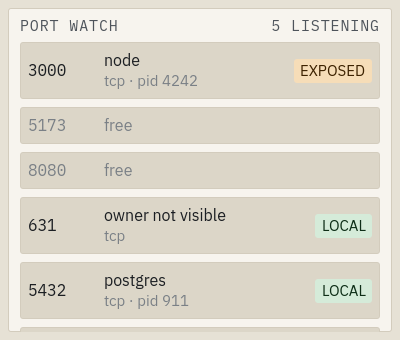 PORT WATCH 5 LISTENING
3000 node EXPOSED
tcp · pid 4242
5173 free
8080 free
631 owner not visible LOCAL
tcp
5432 postgres LOCAL
tcp · pid 911